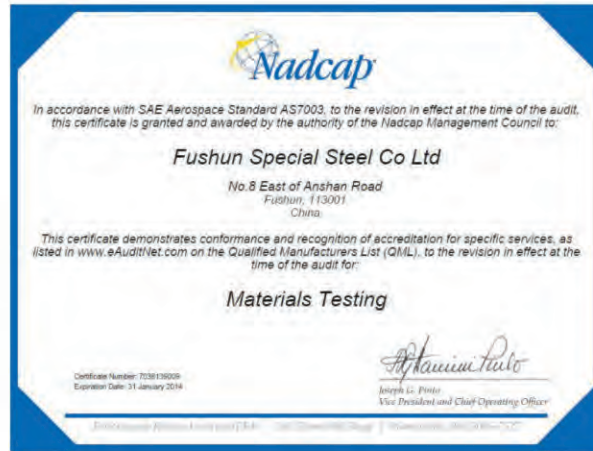 Nadcap
In accordance with SAE Aerospace Standard AS7003, to the revision in effect at the time of the audit,
this certificate is granted and awarded by the authority of the Nadcap Management Council to:
Fushun Special Steel Co Ltd
No.8 East of Anshan Road
Fushun, 113001
China
This certificate demonstrates conformance and recognition of accreditation for specific services, as
listed in www.eAuditNet.com on the Qualified Manufacturers List (QML), to the revision in effect at the
time of the audit for:
Materials Testing
Certificate Number:
Expiration Date: 31 January 2014
Joseph G. Pinto
Vice President and Chief Operating Officer